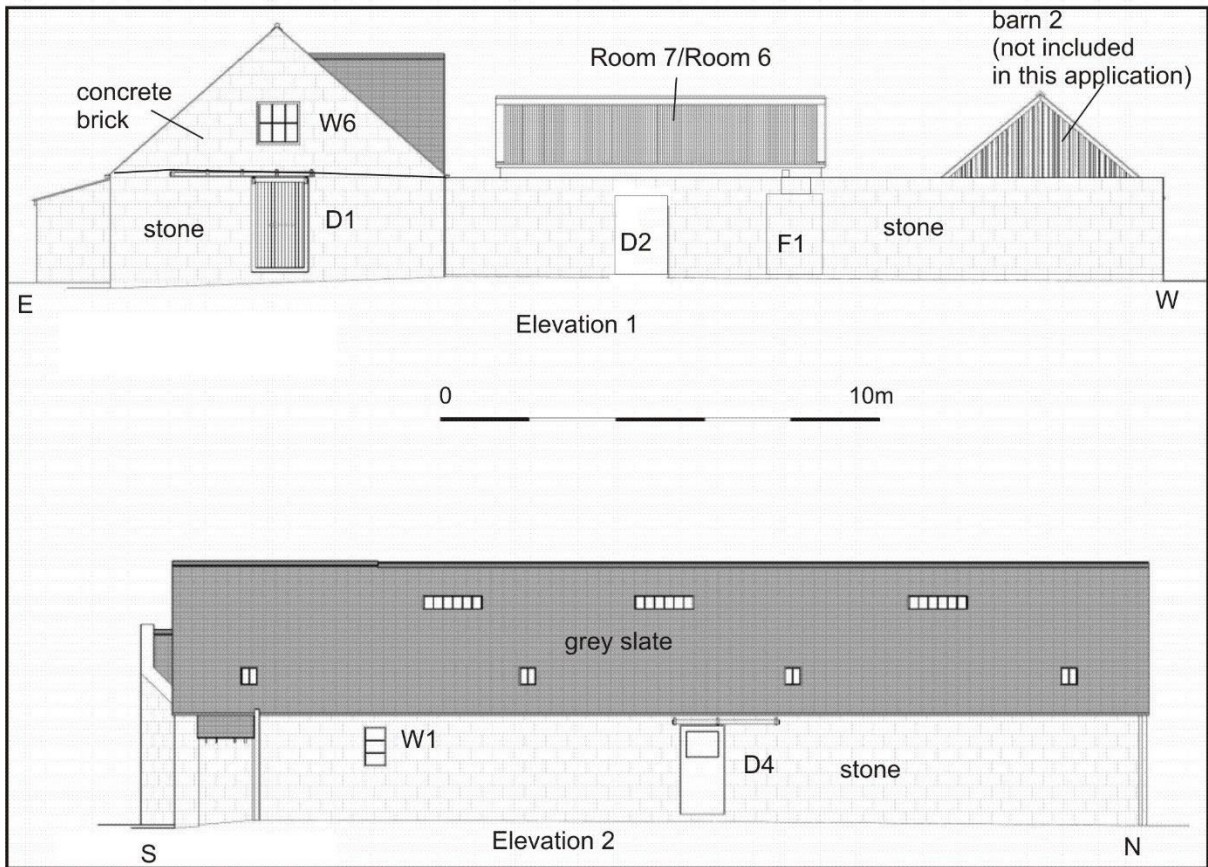 barn 2
(not included
in this application)
Room 7/Room 6
concrete
brick
W6
stone
D1
D2
F1
stone
E
W
Elevation 1
0
10m
grey slate
W1
D4
stone
Elevation 2
S
N